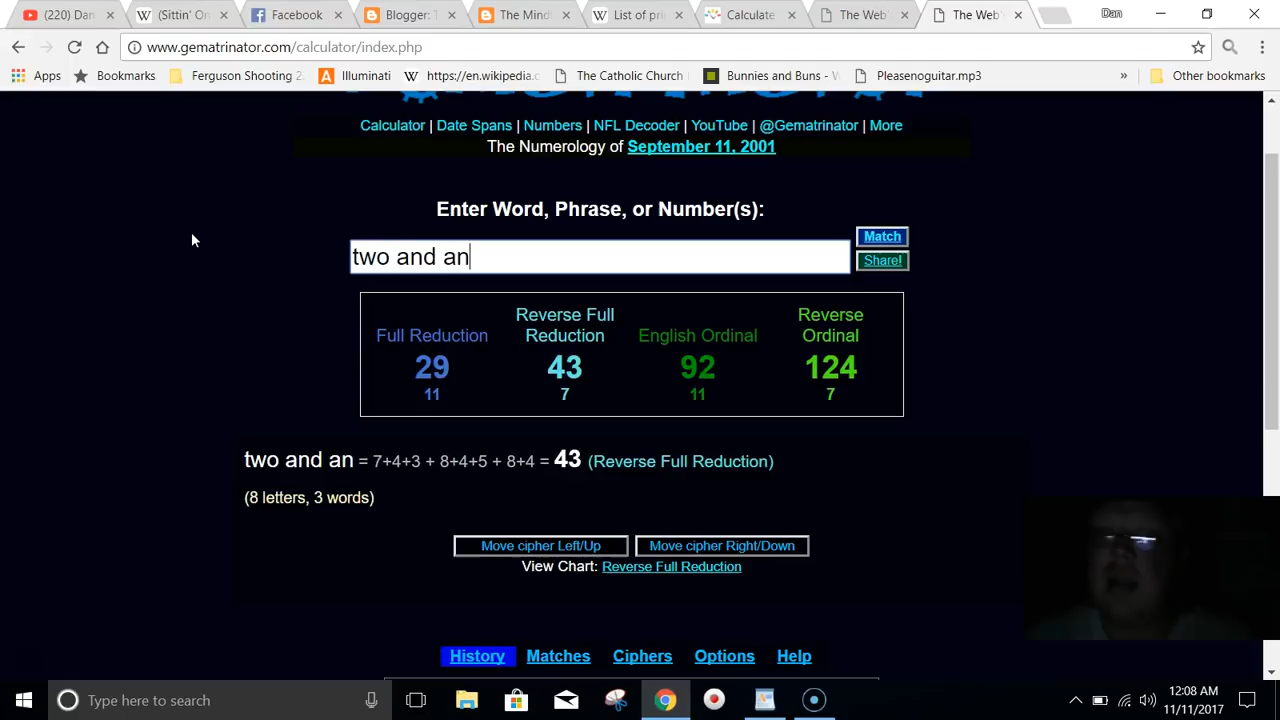 (220) Dan
(Sittin' On
Facebook
Blogger: T
The Mindl
List of pri
Calculate
The Web'
The Web'
Dan
www.gematrinator.com/calculator/index.php
Apps
Bookmarks
Ferguson Shooting 2.
Illuminati
https://en.wikipedia.c
The Catholic Church
Bunnies and Buns - W
Pleasenoguitar.mp3
»
Other bookmarks
Calculator | Date Spans | Numbers | NFL Decoder | YouTube | @Gematrinator | More
The Numerology of September 11, 2001
Enter Word, Phrase, or Number(s):
two and an
Match
Share!
Full Reduction
29
11
Reverse Full
Reduction
43
7
English Ordinal
92
11
Reverse
Ordinal
124
7
two and an = 7+4+3 + 8+4+5 + 8+4 = 43 (Reverse Full Reduction)
(8 letters, 3 words)
Move cipher Left/Up
Move cipher Right/Down
View Chart: Reverse Full Reduction
History
Matches
Ciphers
Options
Help
Type here to search
12:08 AM
11/11/2017